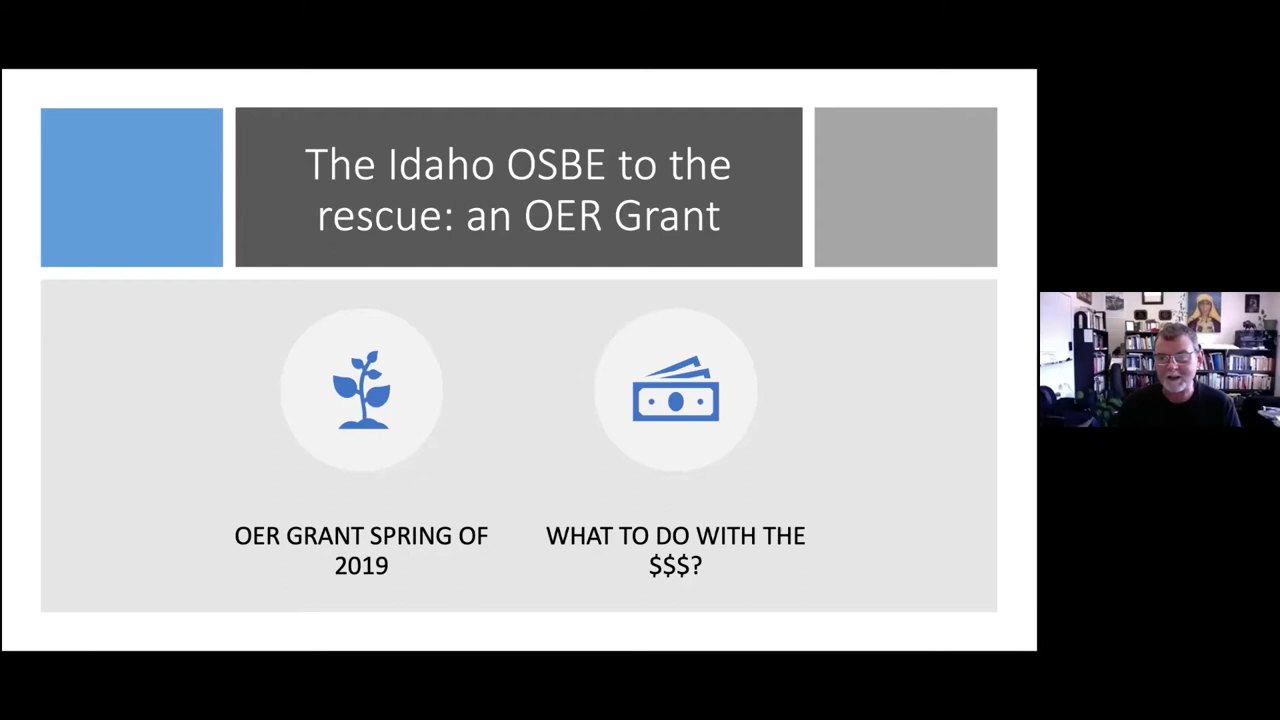 The Idaho OSBE to the
rescue: an OER Grant
OER GRANT SPRING OF
2019
WHAT TO DO WITH THE
$$$?